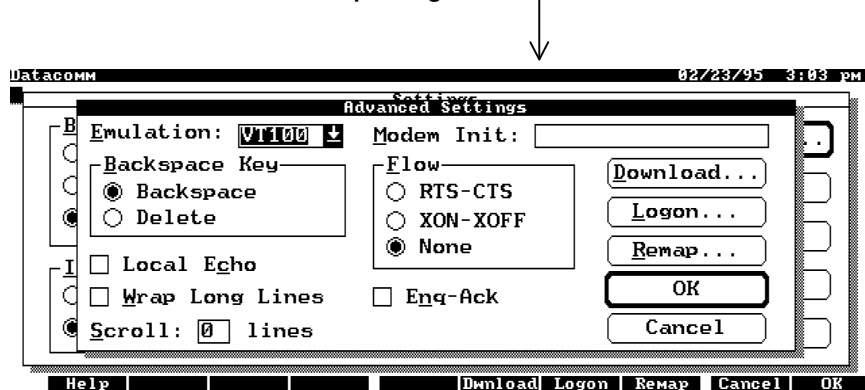 Datacomm 02/23/95 3:03 pm
Settings
Advanced Settings
Emulation: VT100 Modem Init:
Backspace Key Flow
Backspace RTS-CTS Download...
Delete XON-XOFF Logon...
None Remap...
Local Echo
Wrap Long Lines Enq-Ack OK
Scroll: 0 lines Cancel
Help Dwnload Logon Remap Cancel OK